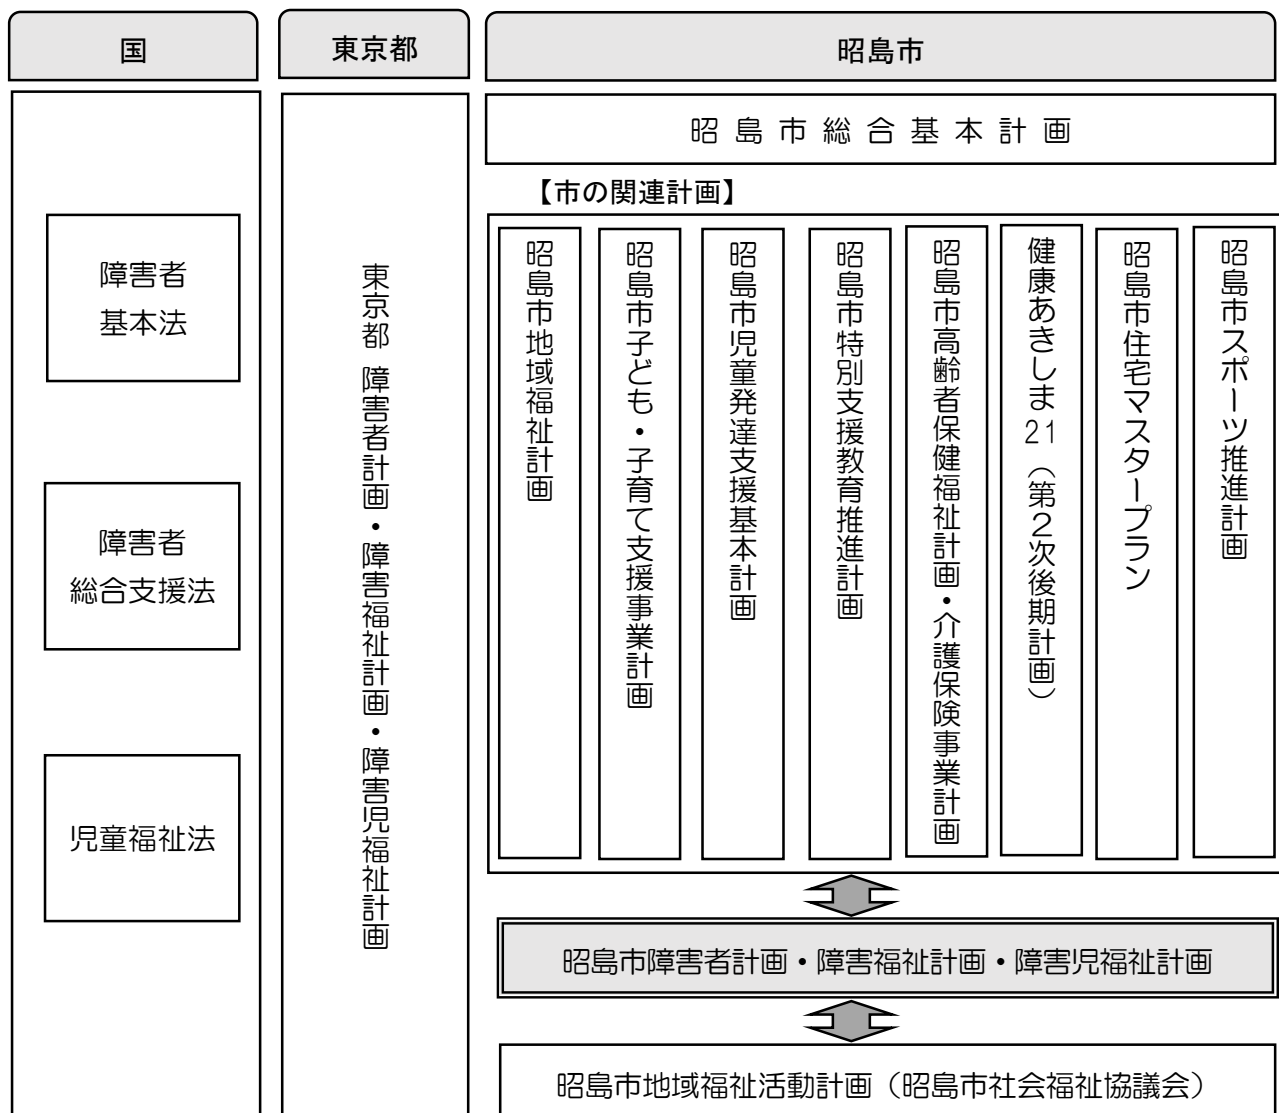 国
障害者
基本法
障害者
総合支援法
児童福祉法
東京都
東京都 障害者計画・障害福祉計画・障害児福祉計画
昭島市
昭島市総合基本計画
【市の関連計画】
昭島市地域福祉計画
昭島市子ども・子育て支援事業計画
昭島市児童発達支援基本計画
昭島市特別支援教育推進計画
昭島市高齢者保健福祉計画・介護保険事業計画
健康あきしま21（第２次後期計画）
昭島市住宅マスタープラン
昭島市スポーツ推進計画
昭島市障害者計画・障害福祉計画・障害児福祉計画
昭島市地域福祉活動計画（昭島市社会福祉協議会）